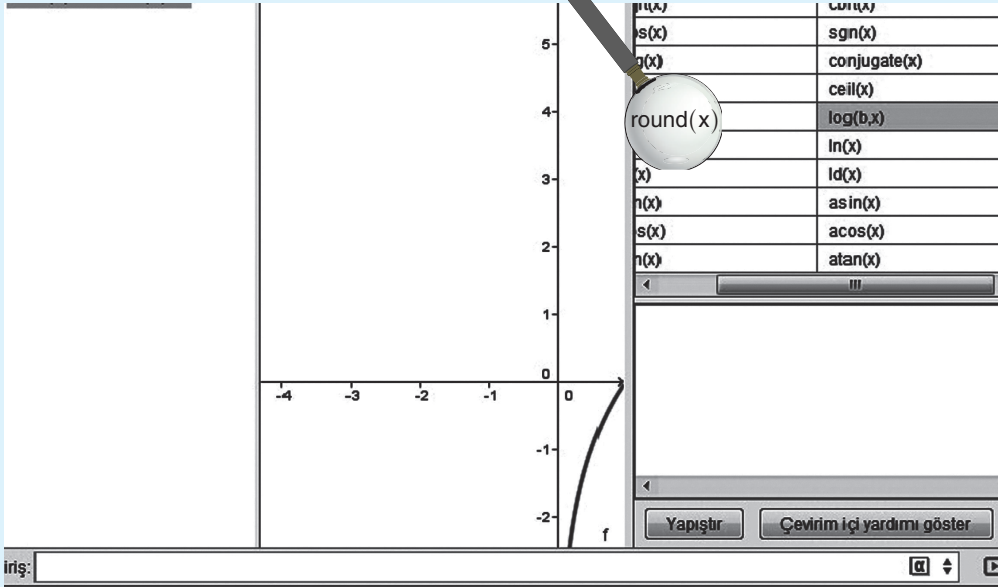 sgn(x)
conjugate(x)
ceil(x)
round(x)
log(b,x)
ln(x)
ld(x)
asin(x)
acos(x)
atan(x)
5
4
3
2
1
0
-4 -3 -2 -1 0
-1
-2
f
Yapıştır Çevirim içi yardımı göster
α